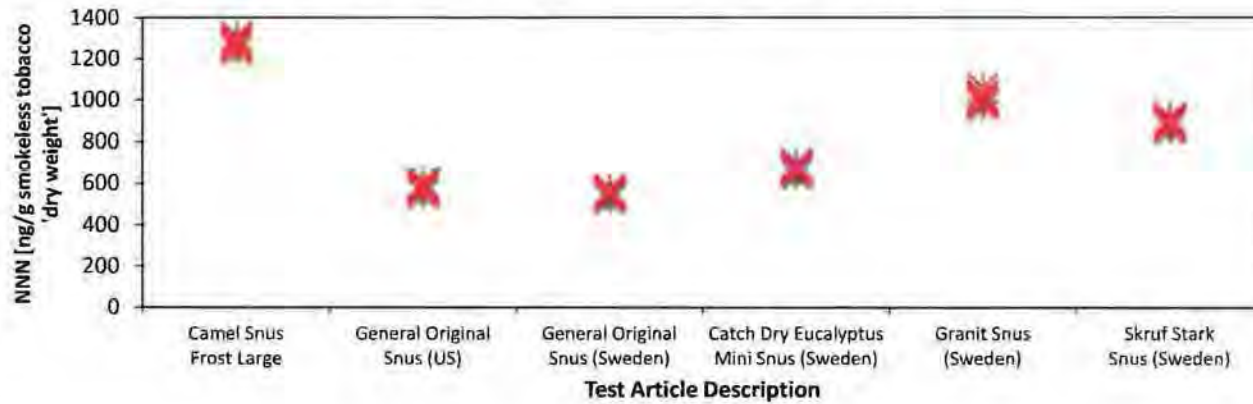 NNN [ng/g smokeless tobacco
'dry weight']
1400
1200
1000
800
600
400
200
0
Camel Snus
Frost Large
General Original
Snus (US)
General Original
Snus (Sweden)
Catch Dry Eucalyptus
Mini Snus (Sweden)
Granit Snus
(Sweden)
Skruf Stark
Snus (Sweden)
Test Article Description